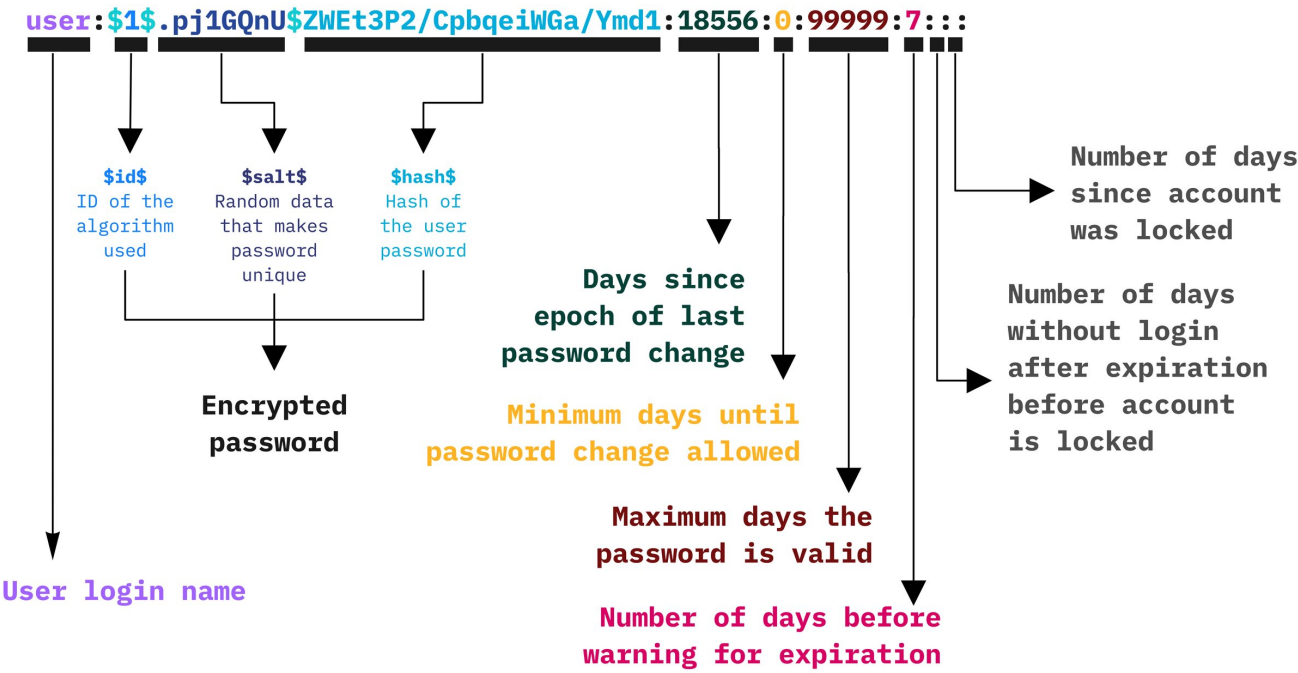 user:$1$.pj1GQnU$ZWEt3P2/CpbqeiWGa/Ymd1:18556:0:99999:7:::
$id$
ID of the
algorithm
used
$salt$
Random data
that makes
password
unique
$hash$
Hash of
the user
password
Encrypted
password
User login name
Days since
epoch of last
password change
Minimum days until
password change allowed
Maximum days the
password is valid
Number of days before
warning for expiration
Number of days
since account
was locked
Number of days
without login
after expiration
before account
is locked